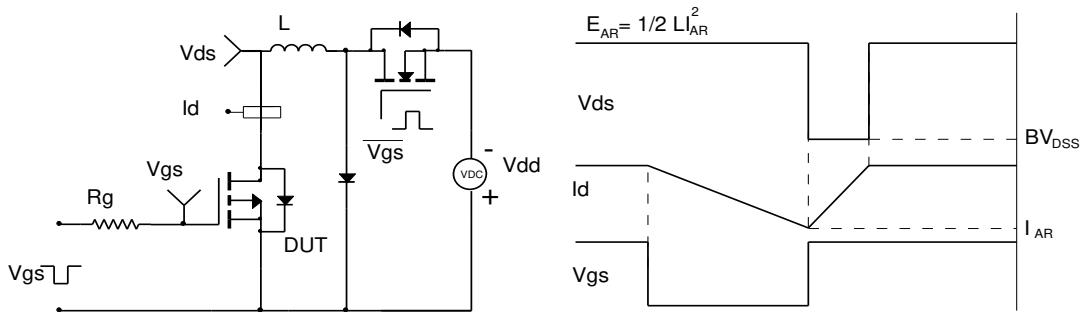 L
Vds
Id
Vgs
Vgs
Rg
DUT
Vgs
VDC
-
+
Vdd
E_AR= 1/2 LI_AR^2
Vds
BV_DSS
Id
I_AR
Vgs